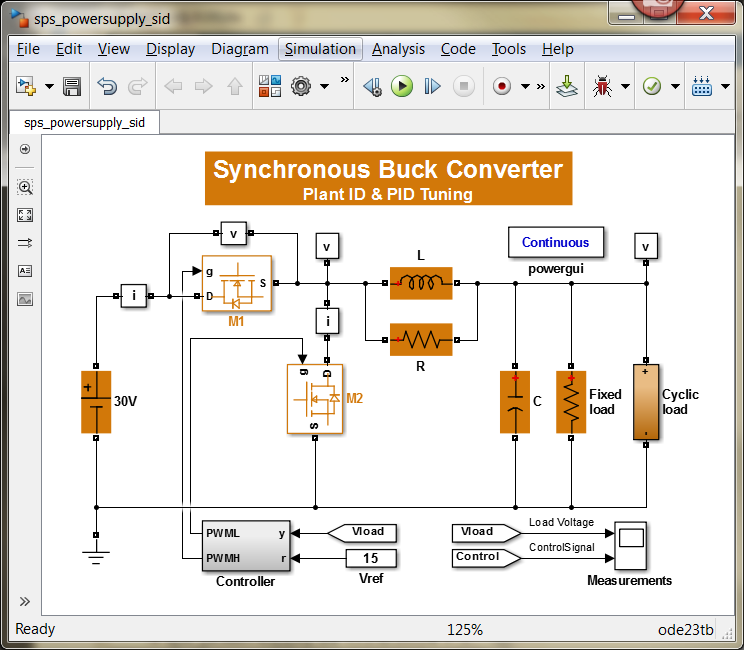 sps_powersupply_sid
File Edit View Display Diagram Simulation Analysis Code Tools Help
»
»
sps_powersupply_sid
Synchronous Buck Converter
Plant ID & PID Tuning
v
v
L
Continuous
powergui
v
g
S
D
M1
i
i
R
+
30V
g
D
S
M2
C
Fixed
load
+
-
Cyclic
load
PWML
y
PWMH
r
Controller
Vload
15
Vref
Vload
Load Voltage
Control
ControlSignal
Measurements
»
Ready
125%
ode23tb